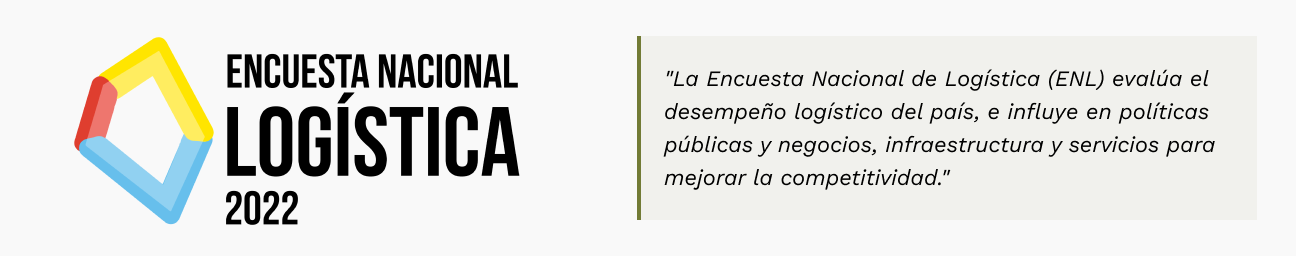 ENCUESTA NACIONAL
LOGÍSTICA
2022
"La Encuesta Nacional de Logística (ENL) evalúa el
desempeño logístico del país, e influye en políticas
públicas y negocios, infraestructura y servicios para
mejorar la competitividad."